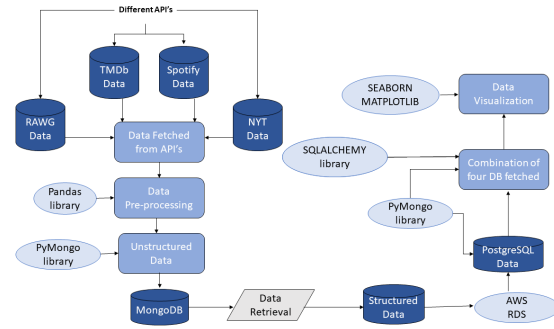 Different API's
TMDb
Data
Spotify
Data
RAWG
Data
NYT
Data
Data Fetched
from API's
Pandas
library
Data
Pre-processing
PyMongo
library
Unstructured
Data
MongoDB
Data
Retrieval
Structured
Data
AWS
RDS
PostgreSQL
Data
PyMongo
library
SQLALCHEMY
library
Combination of
four DB fetched
SEABORN
MATPLOTLIB
Data
Visualization